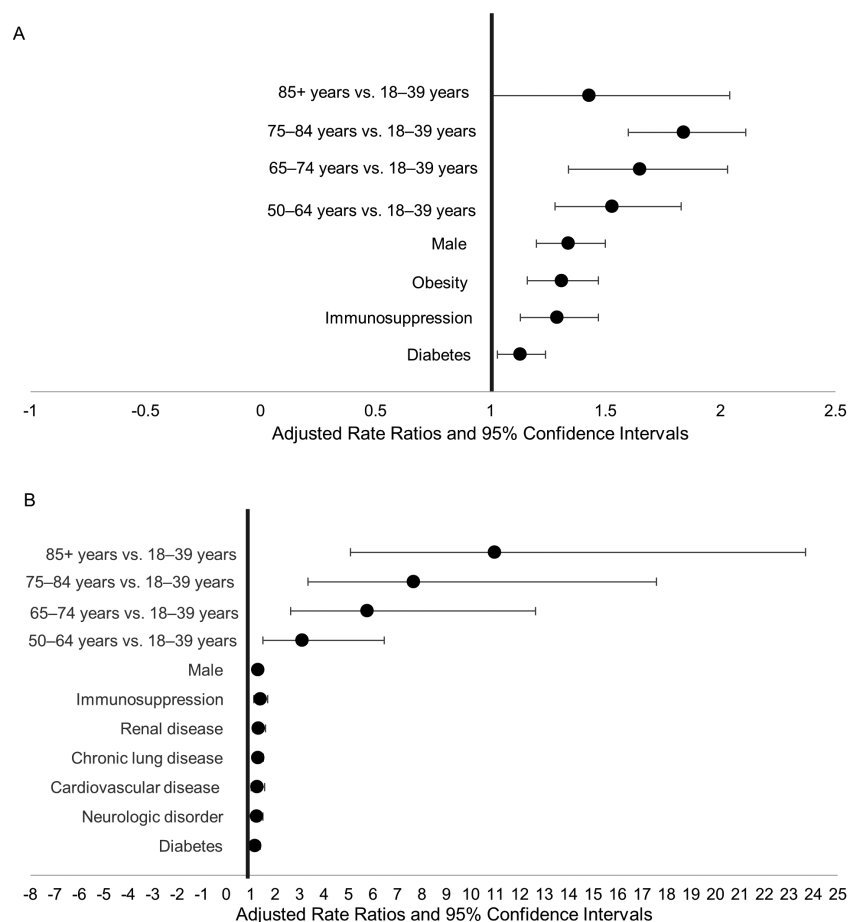 A
85+ years vs. 18–39 years
75–84 years vs. 18–39 years
65–74 years vs. 18–39 years
50–64 years vs. 18–39 years
Male
Obesity
Immunosuppression
Diabetes
-1 -0.5 0 0.5 1 1.5 2 2.5
Adjusted Rate Ratios and 95% Confidence Intervals
B
85+ years vs. 18–39 years
75–84 years vs. 18–39 years
65–74 years vs. 18–39 years
50–64 years vs. 18–39 years
Male
Immunosuppression
Renal disease
Chronic lung disease
Cardiovascular disease
Neurologic disorder
Diabetes
-8 -7 -6 -5 -4 -3 -2 -1 0 1 2 3 4 5 6 7 8 9 10 11 12 13 14 15 16 17 18 19 20 21 22 23 24 25
Adjusted Rate Ratios and 95% Confidence Intervals